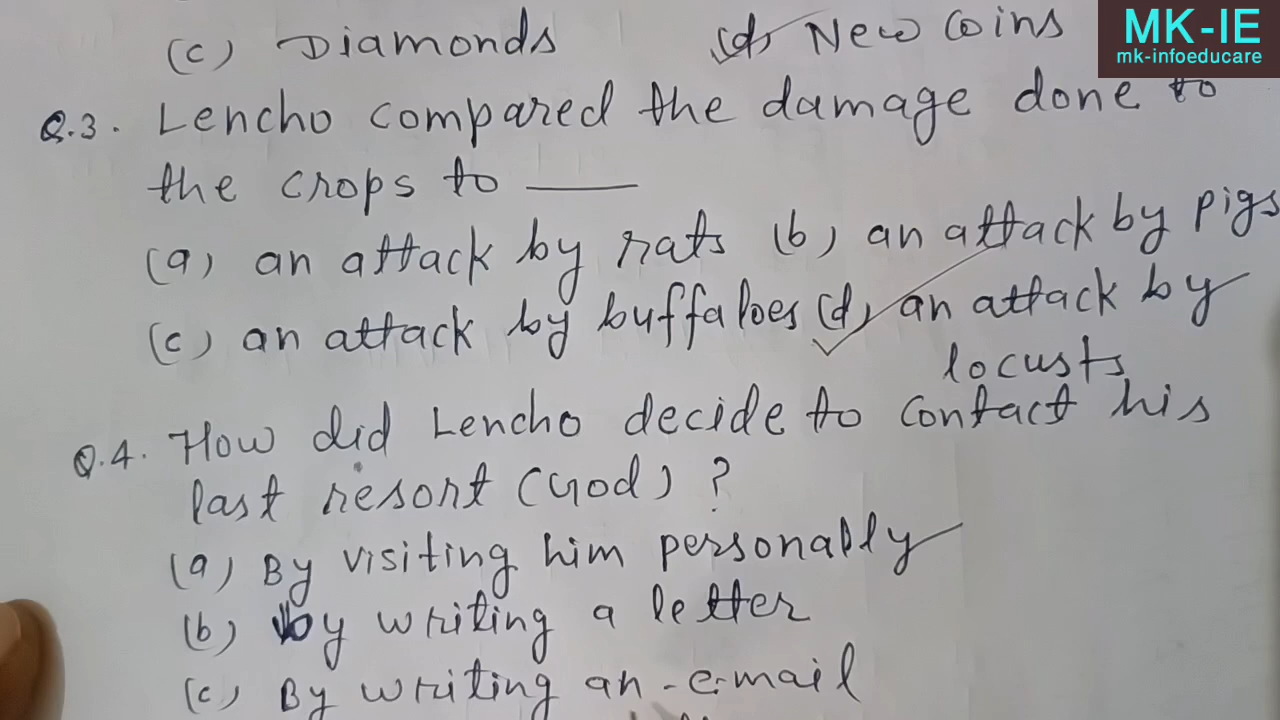 MK-IE
mk-infoeducare
(c) Diamonds (d) New Coins
Q.3. Lencho compared the damage done to
the crops to ___
(a) an attack by rats (b) an attack by pigs
(c) an attack by buffaloes (d) an attack by
locusts
Q.4. How did Lencho decide to contact his
last resort (God) ?
(a) By visiting him personally
(b) by writing a letter
(c) By writing an e-mail